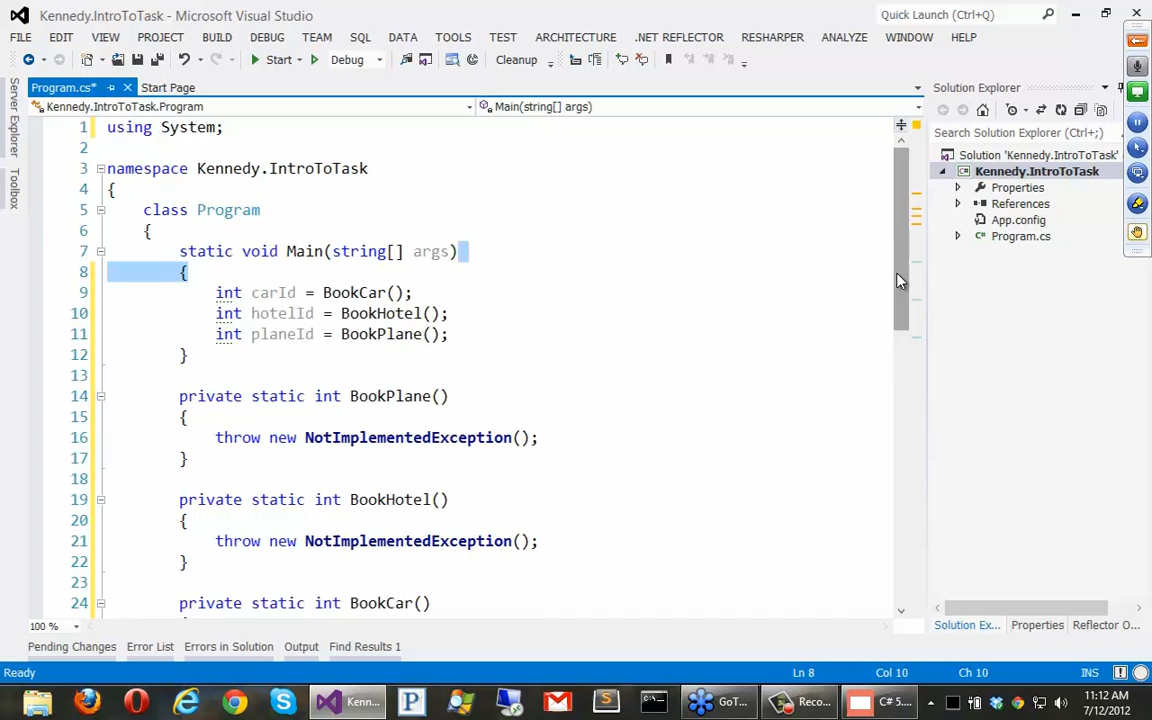 Kennedy.IntroToTask - Microsoft Visual Studio
Quick Launch (Ctrl+Q)
FILE EDIT VIEW PROJECT BUILD DEBUG TEAM SQL DATA TOOLS TEST ARCHITECTURE .NET REFLECTOR RESHARPER ANALYZE WINDOW HELP
Start Debug Cleanup
Server Explorer
Toolbox
Program.cs* Start Page
Kennedy.IntroToTask.Program Main(string[] args)
1 using System;
2
3 namespace Kennedy.IntroToTask
4 {
5 class Program
6 {
7 static void Main(string[] args)
8 {
9 int carId = BookCar();
10 int hotelId = BookHotel();
11 int planeId = BookPlane();
12 }
13
14 private static int BookPlane()
15 {
16 throw new NotImplementedException();
17 }
18
19 private static int BookHotel()
20 {
21 throw new NotImplementedException();
22 }
23
24 private static int BookCar()
100 %
Solution Explorer
Search Solution Explorer (Ctrl+;)
Solution 'Kennedy.IntroToTask'
Kennedy.IntroToTask
Properties
References
App.config
Program.cs
Solution Ex... Properties Reflector O...
Pending Changes Error List Errors in Solution Output Find Results 1
Ready Ln 8 Col 10 Ch 10 INS
Kenn... GoT... Reco... C# 5....
11:12 AM
7/12/2012